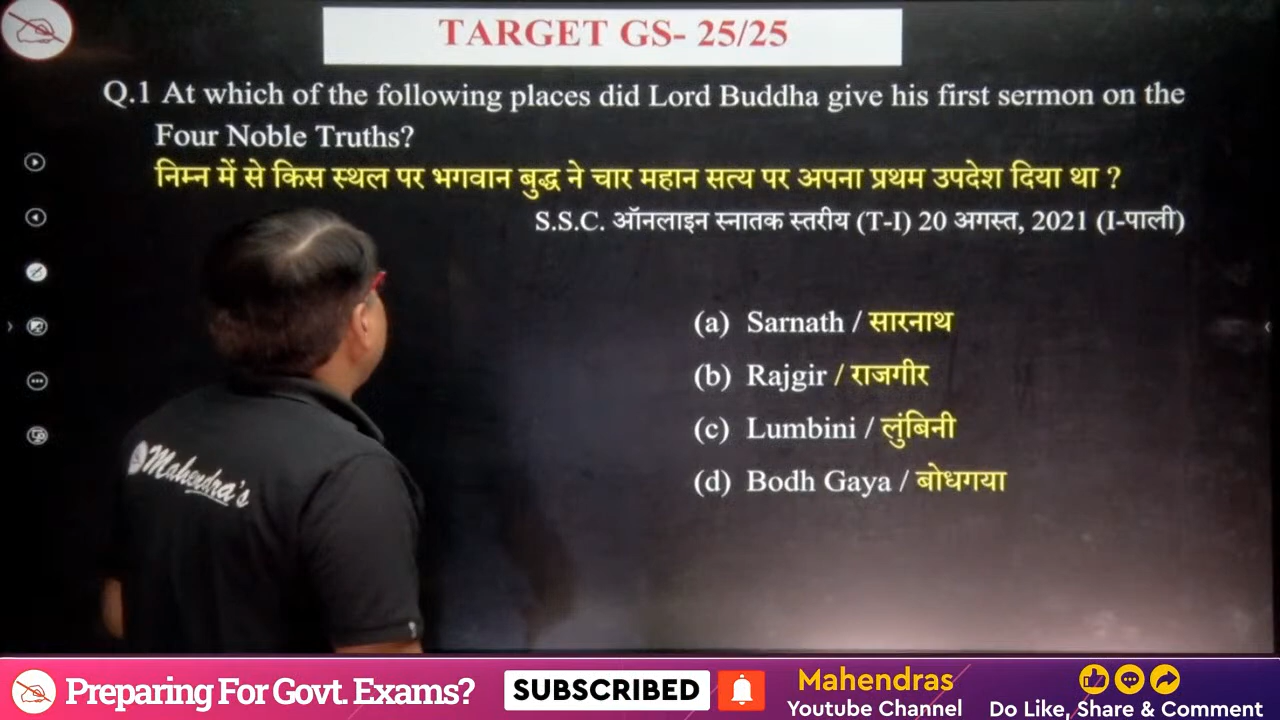 TARGET GS- 25/25
Q.1 At which of the following places did Lord Buddha give his first sermon on the
Four Noble Truths?
निम्न में से किस स्थल पर भगवान बुद्ध ने चार महान सत्य पर अपना प्रथम उपदेश दिया था ?
S.S.C. ऑनलाइन स्नातक स्तरीय (T-I) 20 अगस्त, 2021 (I-पाली)
(a) Sarnath / सारनाथ
(b) Rajgir / राजगीर
(c) Lumbini / लुंबिनी
(d) Bodh Gaya / बोधगया
Mahendra's
Preparing For Govt. Exams?
SUBSCRIBED
Mahendras
Youtube Channel
Do Like, Share & Comment